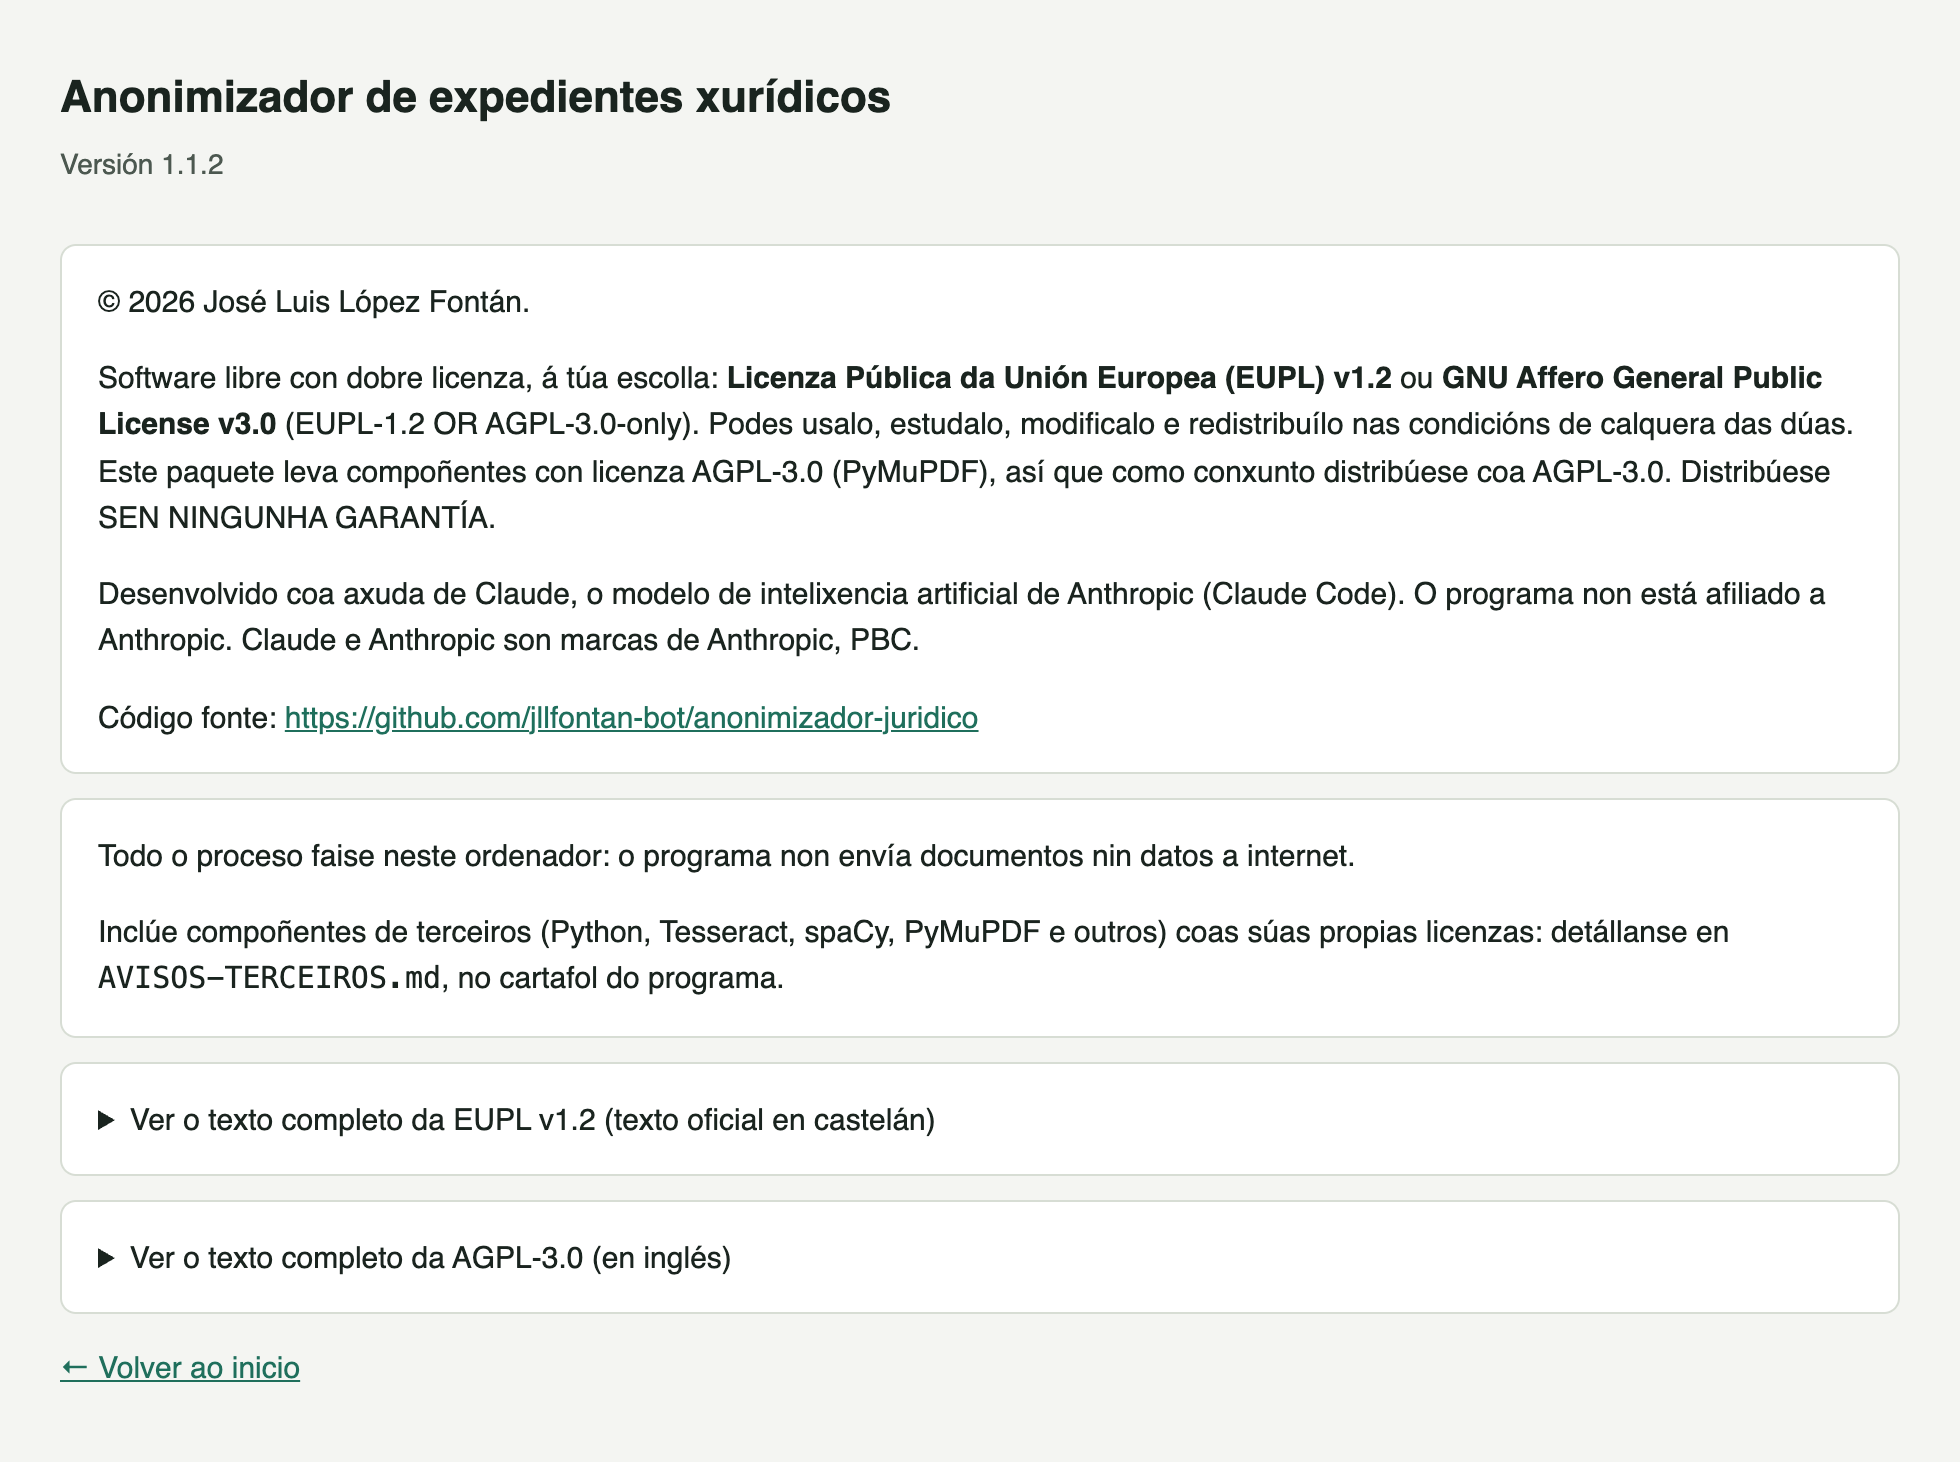 Anonimizador de expedientes xurídicos
Versión 1.1.2
© 2026 José Luis López Fontán.
Software libre con dobre licenza, á túa escolla: Licenza Pública da Unión Europea (EUPL) v1.2 ou GNU Affero General Public
License v3.0 (EUPL-1.2 OR AGPL-3.0-only). Podes usalo, estudalo, modificalo e redistribuílo nas condicións de calquera das dúas.
Este paquete leva compoñentes con licenza AGPL-3.0 (PyMuPDF), así que como conxunto distribúese coa AGPL-3.0. Distribúese
SEN NINGUNHA GARANTÍA.
Desenvolvido coa axuda de Claude, o modelo de intelixencia artificial de Anthropic (Claude Code). O programa non está afiliado a
Anthropic. Claude e Anthropic son marcas de Anthropic, PBC.
Código fonte: https://github.com/jllfontan-bot/anonimizador-juridico
Todo o proceso faise neste ordenador: o programa non envía documentos nin datos a internet.
Inclúe compoñentes de terceiros (Python, Tesseract, spaCy, PyMuPDF e outros) coas súas propias licenzas: detállanse en
AVISOS-TERCEIROS.md, no cartafol do programa.
▶ Ver o texto completo da EUPL v1.2 (texto oficial en castelán)
▶ Ver o texto completo da AGPL-3.0 (en inglés)
← Volver ao inicio